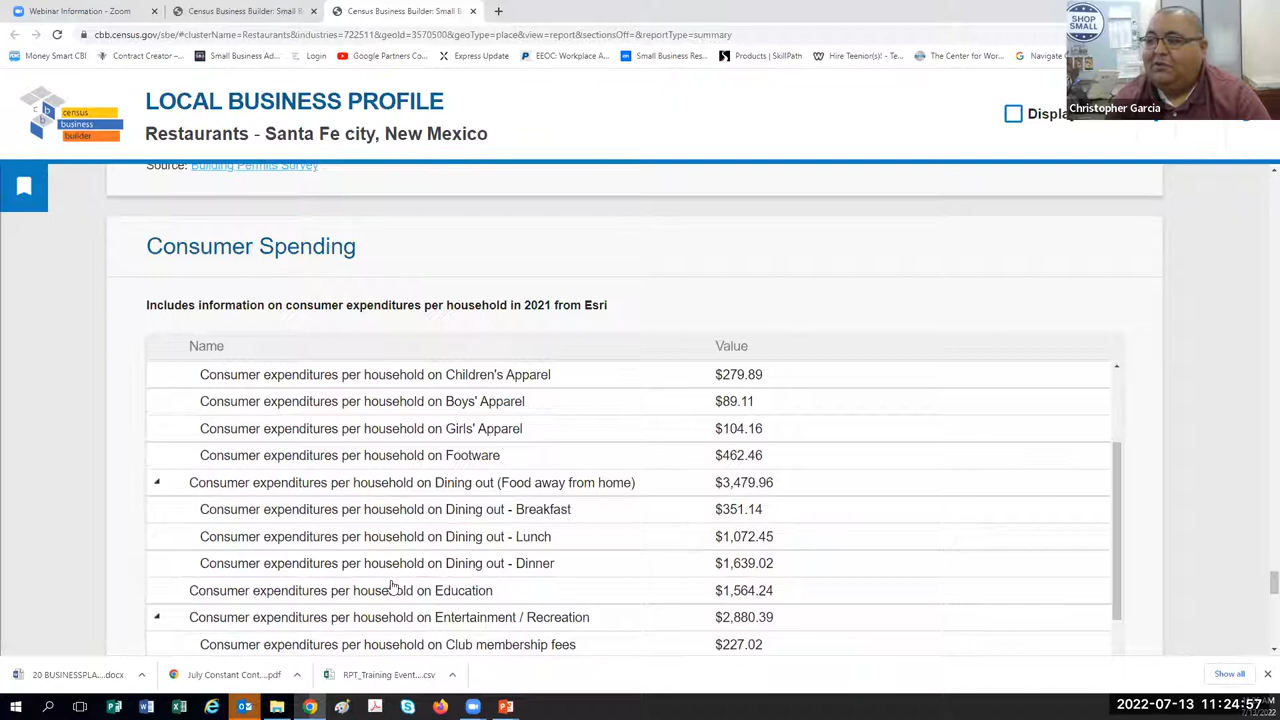 Webinar Information - Zoom
Census Business Builder: Small B
Census Business Builder: Small B
cbb.census.gov/sbe/#clusterName=Restaurants&industries=722511&geoId=3570500&geoType=place&view=report&sectionsOff=&reportType=summary
Money Smart CBI
Contract Creator –...
Small Business Ad...
Login
Google Partners Co...
Express Update
EEOC: Workplace A...
Small Business Res...
Products | SkillPath
Hire Teenior(s) - Te...
The Center for Wor...
Navigate
SHOP
SMALL
Christopher Garcia
census
business
builder
LOCAL BUSINESS PROFILE
Restaurants - Santa Fe city, New Mexico
Source: Building Permits Survey
Consumer Spending
Includes information on consumer expenditures per household in 2021 from Esri
Name Value
Consumer expenditures per household on Children's Apparel $279.89
Consumer expenditures per household on Boys' Apparel $89.11
Consumer expenditures per household on Girls' Apparel $104.16
Consumer expenditures per household on Footware $462.46
Consumer expenditures per household on Dining out (Food away from home) $3,479.96
Consumer expenditures per household on Dining out - Breakfast $351.14
Consumer expenditures per household on Dining out - Lunch $1,072.45
Consumer expenditures per household on Dining out - Dinner $1,639.02
Consumer expenditures per household on Education $1,564.24
Consumer expenditures per household on Entertainment / Recreation $2,880.39
Consumer expenditures per household on Club membership fees $227.02
20 BUSINESSPLA....docx
July Constant Cont....pdf
RPT_Training Event....csv
Show all
2022-07-13 11:24:57